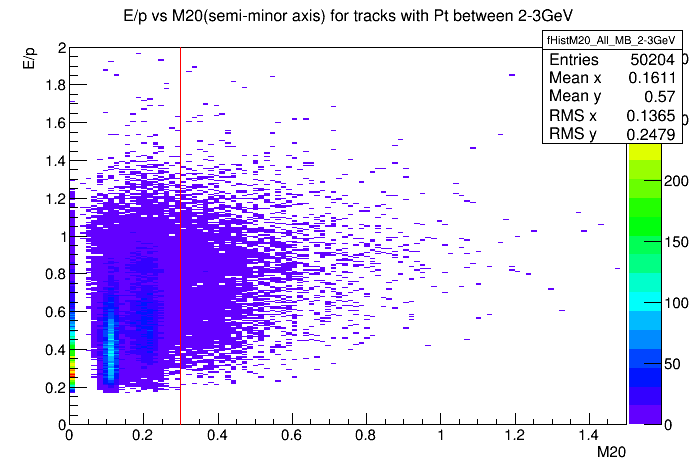 E/p vs M20(semi-minor axis) for tracks with Pt between 2-3GeV
fHistM20_All_MB_2-3GeV
Entries 50204
Mean x 0.1611
Mean y 0.57
RMS x 0.1365
RMS y 0.2479
E/p
2
1.8
1.6
1.4
1.2
1
0.8
0.6
0.4
0.2
0
0 0.2 0.4 0.6 0.8 1 1.2 1.4
M20
0
0
200
150
100
50
0